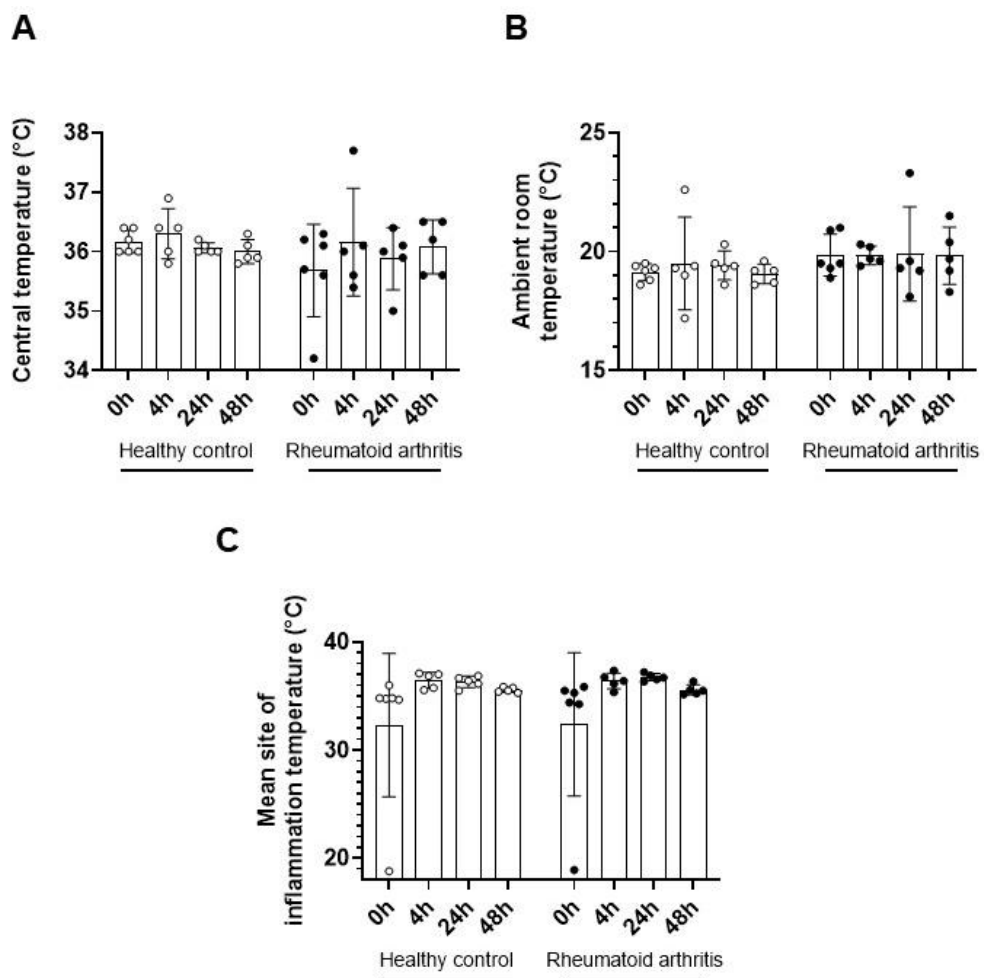 A
Central temperature (°C)
38
37
36
35
34
0h
4h
24h
48h
0h
4h
24h
48h
Healthy control
Rheumatoid arthritis
B
Ambient room
temperature (°C)
25
20
15
0h
4h
24h
48h
0h
4h
24h
48h
Healthy control
Rheumatoid arthritis
C
Mean site of
inflammation temperature (°C)
40
30
20
0h
4h
24h
48h
0h
4h
24h
48h
Healthy control
Rheumatoid arthritis